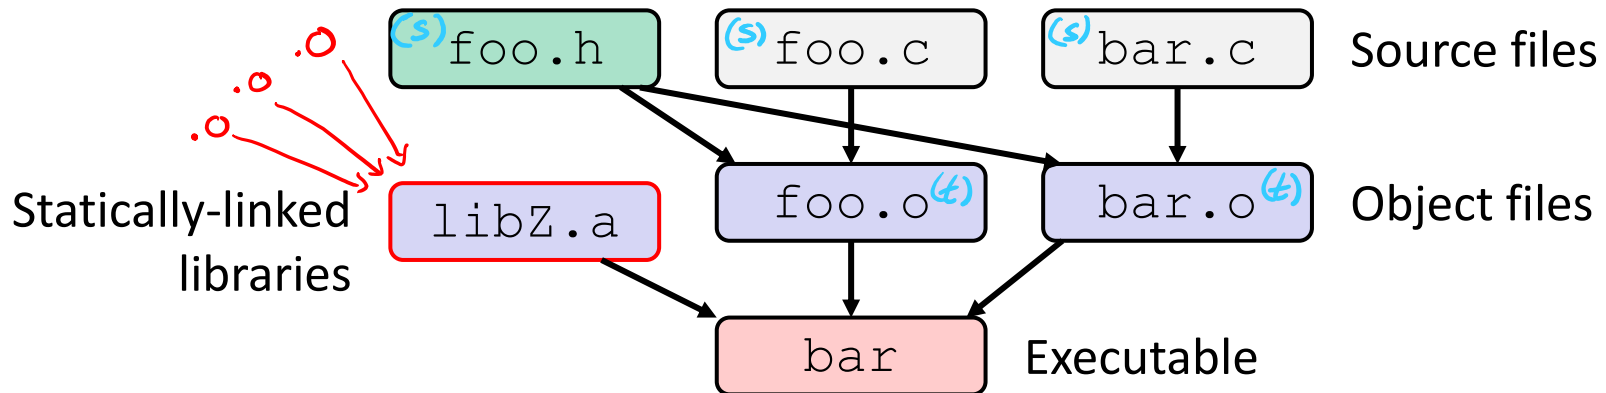 (s) foo.h (s) foo.c (s) bar.c Source files
.o
.o
.o
Statically-linked
libraries
libZ.a foo.o (t) bar.o (t) Object files
bar Executable